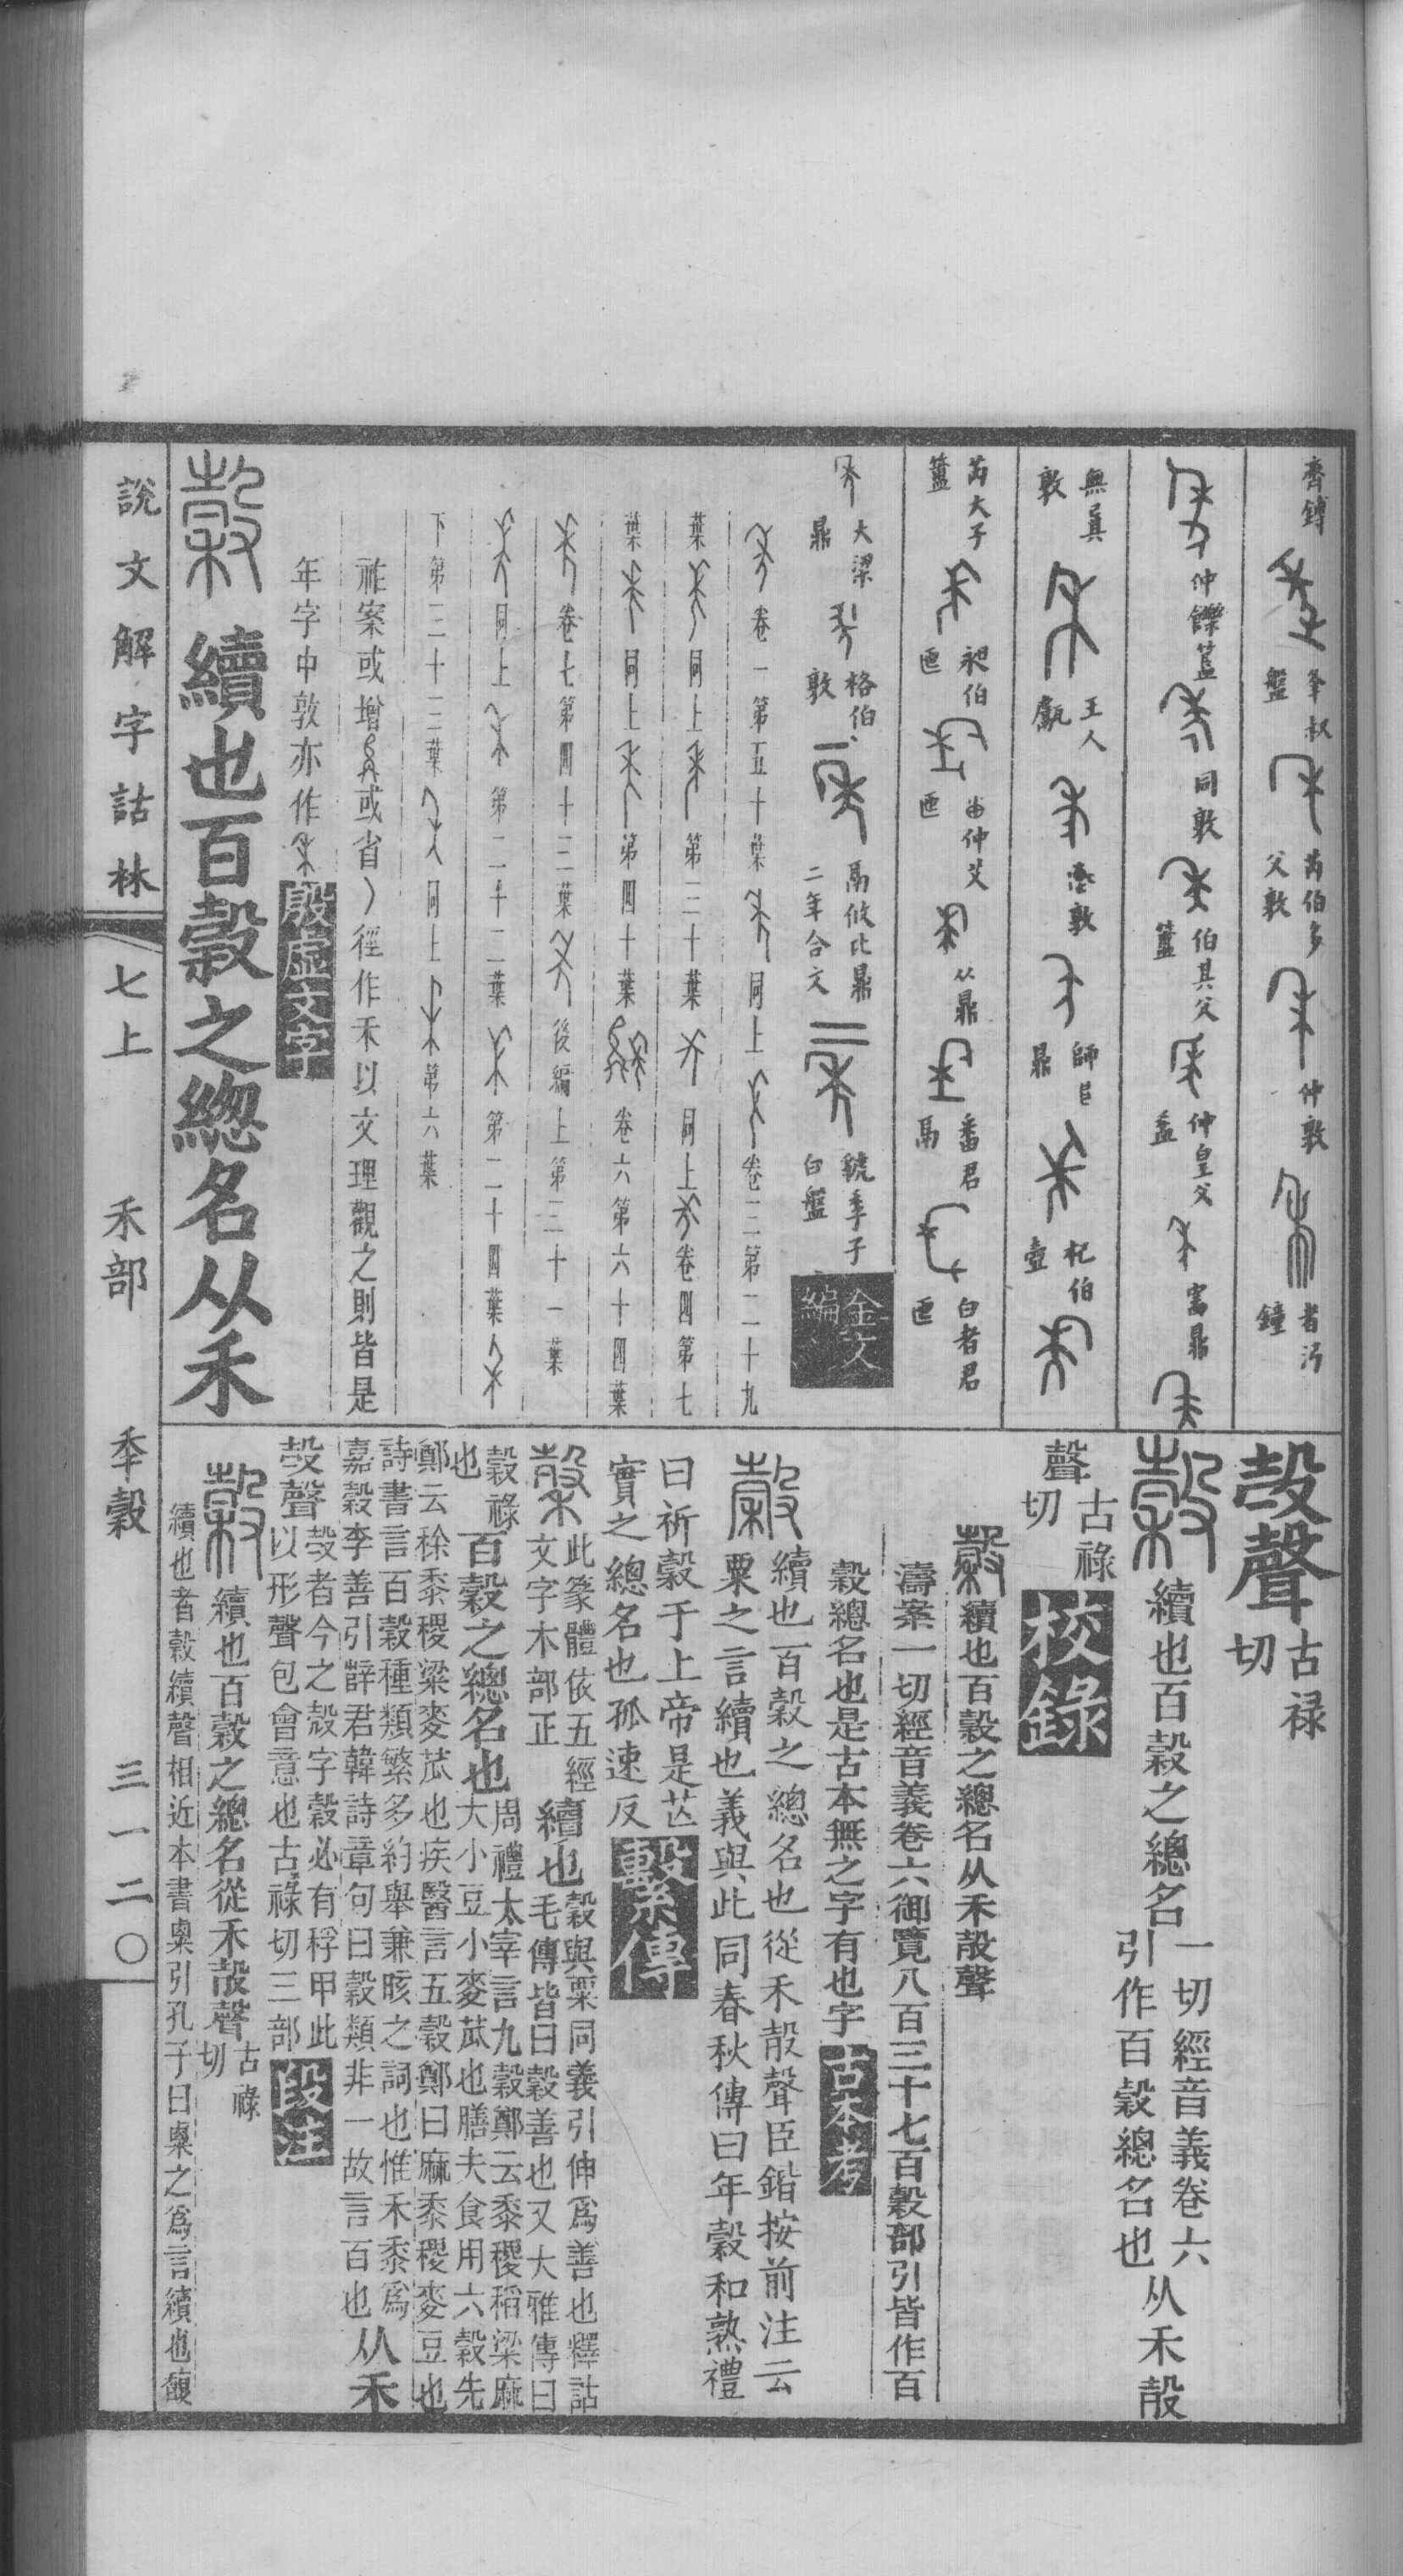 齊鎛
夆叔盤
芮伯多父敦
仲敦
者沪鐘
仲鑠簋
同敦
伯其父簠
仲皇父盉
富鼎
無㠱敦
王人甗
師臣鼎
杞伯壺
芮大子簠
昶伯匜
甶仲艾匜
从鼎
番君鬲
白者君匜
大梁鼎
格伯敦
鬲攸比鼎二年合文
虢季子白盤
金文編
卷一第五十葉
同上
卷三第二十九
葉
同上
第三十葉
同上
卷四第七
葉
同上
第四十葉
卷六第六十四葉
卷七第四十三葉
後編上第三十一葉
同上
第二十二葉
第二十四葉
下第三十三葉
同上
第六葉
祚案或增
或省
徑作禾以文理觀之則皆是
年字中敦亦作
殷虛文字
穀 續也百穀之總名从禾
𣪊聲古禄切
穀 續也百穀之總名一切經音義卷六引作百穀總名也从禾𣪊
聲古祿切校錄
穀續也百穀之總名从禾𣪊聲
濤案一切經音義卷六御覽八百三十七百穀部引皆作百
穀總名也是古本無之字有也字古本考
穀 續也百穀之總名也從禾𣪊聲臣鍇按前注云
粟之言續也義與此同春秋傳曰年穀和熟禮
曰祈穀于上帝是苉
實之總名也孤速反繫傳
穀此篆體依五經文字木部正續也穀與粟同義引伸爲善也釋詁毛傳皆曰穀善也又大雅傳曰
穀祿也百穀之總名也周禮太宰言九穀鄭云黍稷稻粱麻大小豆小麥苽也膳夫食用六穀先
鄭云稌黍稷粱麥苽也疾醫言五穀鄭曰麻黍稷麥豆也
詩書言百穀種類繁多約舉兼晐之詞也惟禾黍爲
嘉穀李善引薛君韓詩章句曰穀類非一故言百也从禾
𣪊聲𣪊者今之殼字穀必有稃甲此以形聲包會意也古祿切三部段注
穀 續也百穀之總名從禾𣪊聲古祿切
續也者穀續聲相近本書㮚引孔子曰㮚之爲言續也馥
說文解字詁林
七上
禾部
秊穀
三一二〇